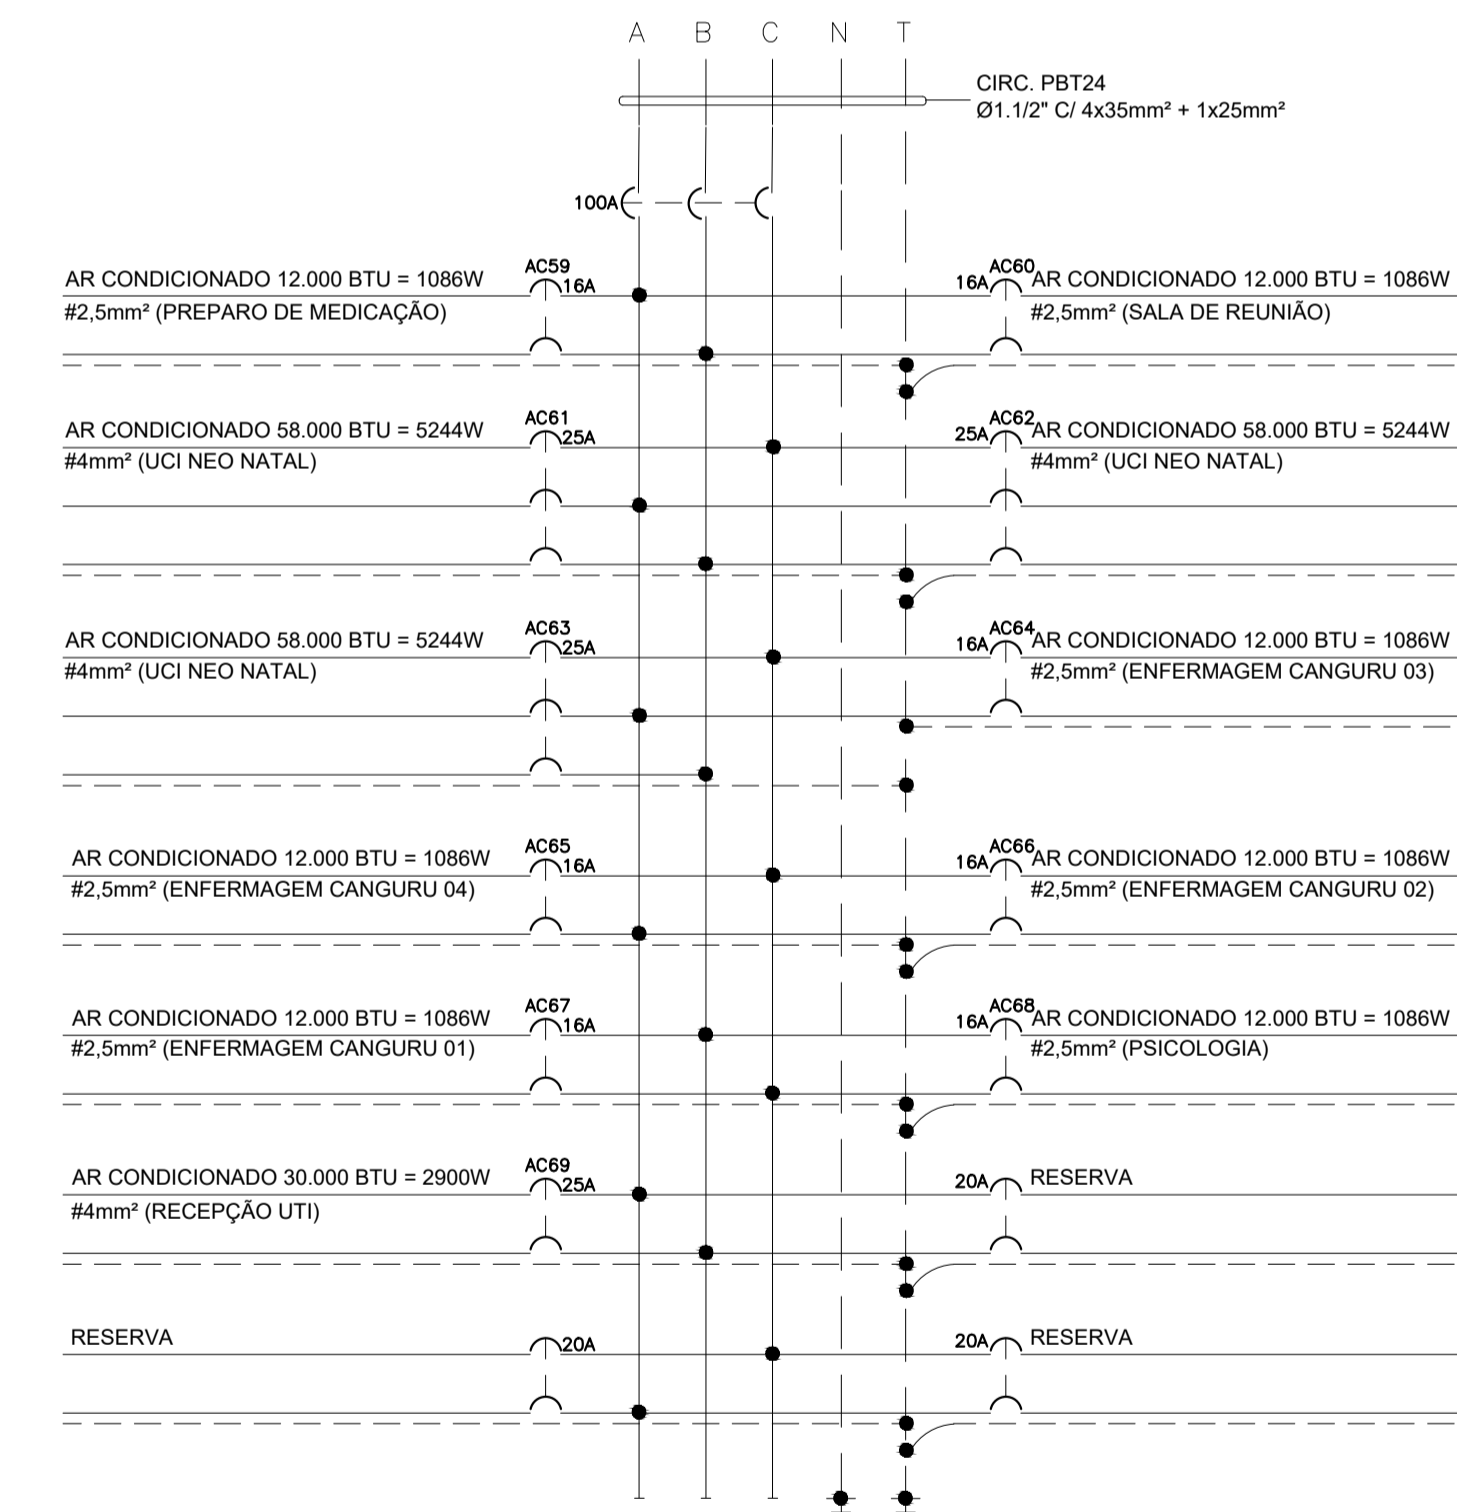 A B C N T
CIRC. PBT24
Ø1.1/2" C/ 4x35mm² + 1x25mm²
100A
AR CONDICIONADO 12.000 BTU = 1086W
#2,5mm² (PREPARO DE MEDICAÇÃO)
AC59
16A
16A
AC60
AR CONDICIONADO 12.000 BTU = 1086W
#2,5mm² (SALA DE REUNIÃO)
AR CONDICIONADO 58.000 BTU = 5244W
#4mm² (UCI NEO NATAL)
AC61
25A
25A
AC62
AR CONDICIONADO 58.000 BTU = 5244W
#4mm² (UCI NEO NATAL)
AR CONDICIONADO 58.000 BTU = 5244W
#4mm² (UCI NEO NATAL)
AC63
25A
16A
AC64
AR CONDICIONADO 12.000 BTU = 1086W
#2,5mm² (ENFERMAGEM CANGURU 03)
AR CONDICIONADO 12.000 BTU = 1086W
#2,5mm² (ENFERMAGEM CANGURU 04)
AC65
16A
16A
AC66
AR CONDICIONADO 12.000 BTU = 1086W
#2,5mm² (ENFERMAGEM CANGURU 02)
AR CONDICIONADO 12.000 BTU = 1086W
#2,5mm² (ENFERMAGEM CANGURU 01)
AC67
16A
16A
AC68
AR CONDICIONADO 12.000 BTU = 1086W
#2,5mm² (PSICOLOGIA)
AR CONDICIONADO 30.000 BTU = 2900W
#4mm² (RECEPÇÃO UTI)
AC69
25A
20A
RESERVA
RESERVA
20A
20A
RESERVA